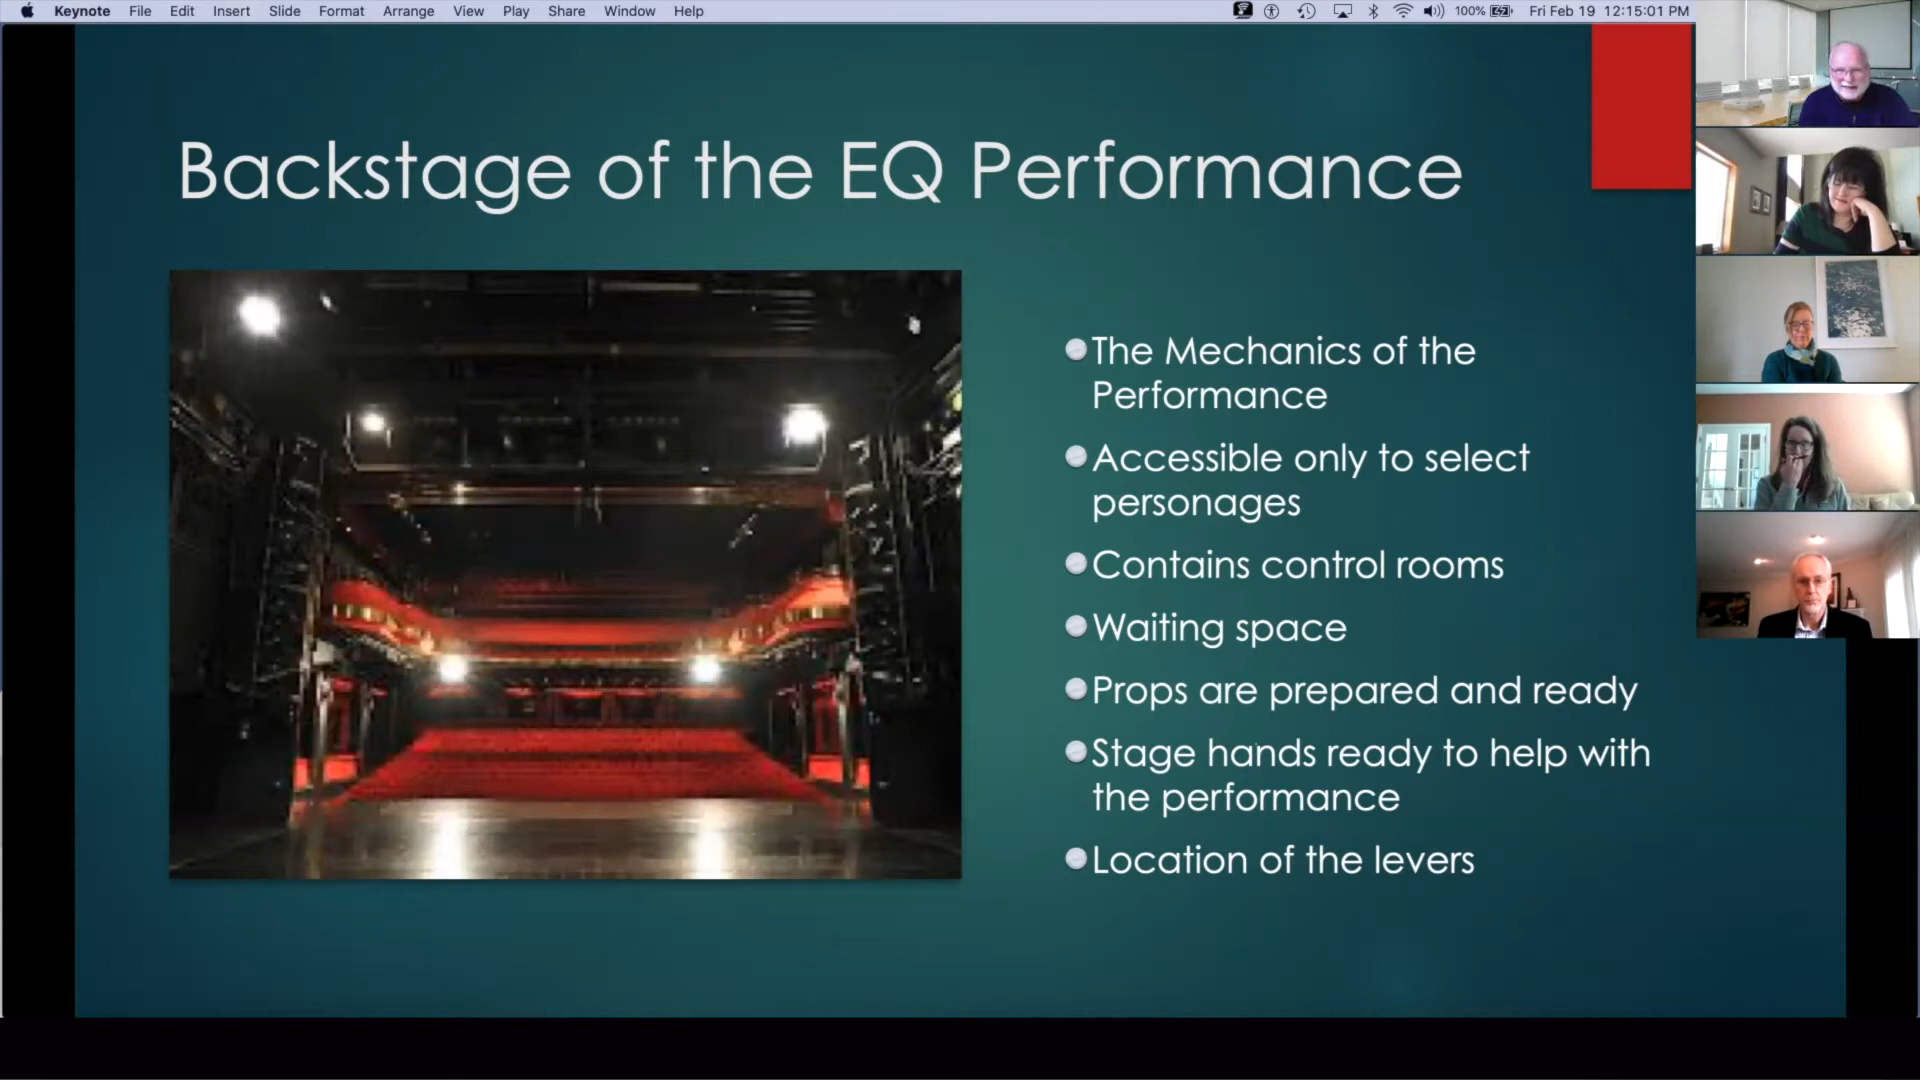 Keynote File Edit Insert Slide Format Arrange View Play Share Window Help 100% Fri Feb 19 12:15:01 PM
Backstage of the EQ Performance
The Mechanics of the
Performance
Accessible only to select
personages
Contains control rooms
Waiting space
Props are prepared and ready
Stage hands ready to help with
the performance
Location of the levers